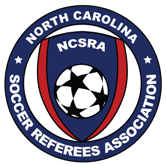 NORTH CAROLINA
NCSRA
SOCCER REFEREES ASSOCIATION